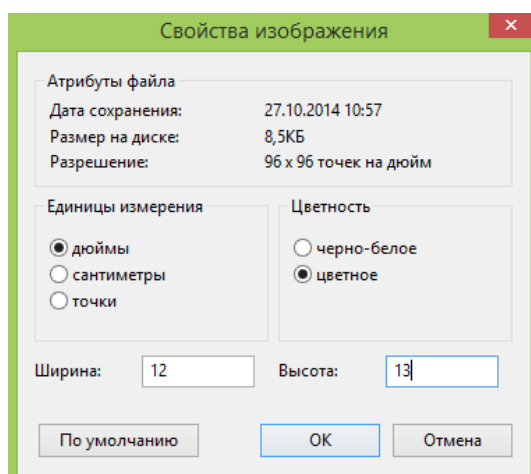 Свойства изображения
Атрибуты файла
Дата сохранения: 27.10.2014 10:57
Размер на диске: 8,5КБ
Разрешение: 96 x 96 точек на дюйм
Единицы измерения
дюймы
сантиметры
точки
Цветность
черно-белое
цветное
Ширина: 12 Высота: 13
По умолчанию ОК Отмена